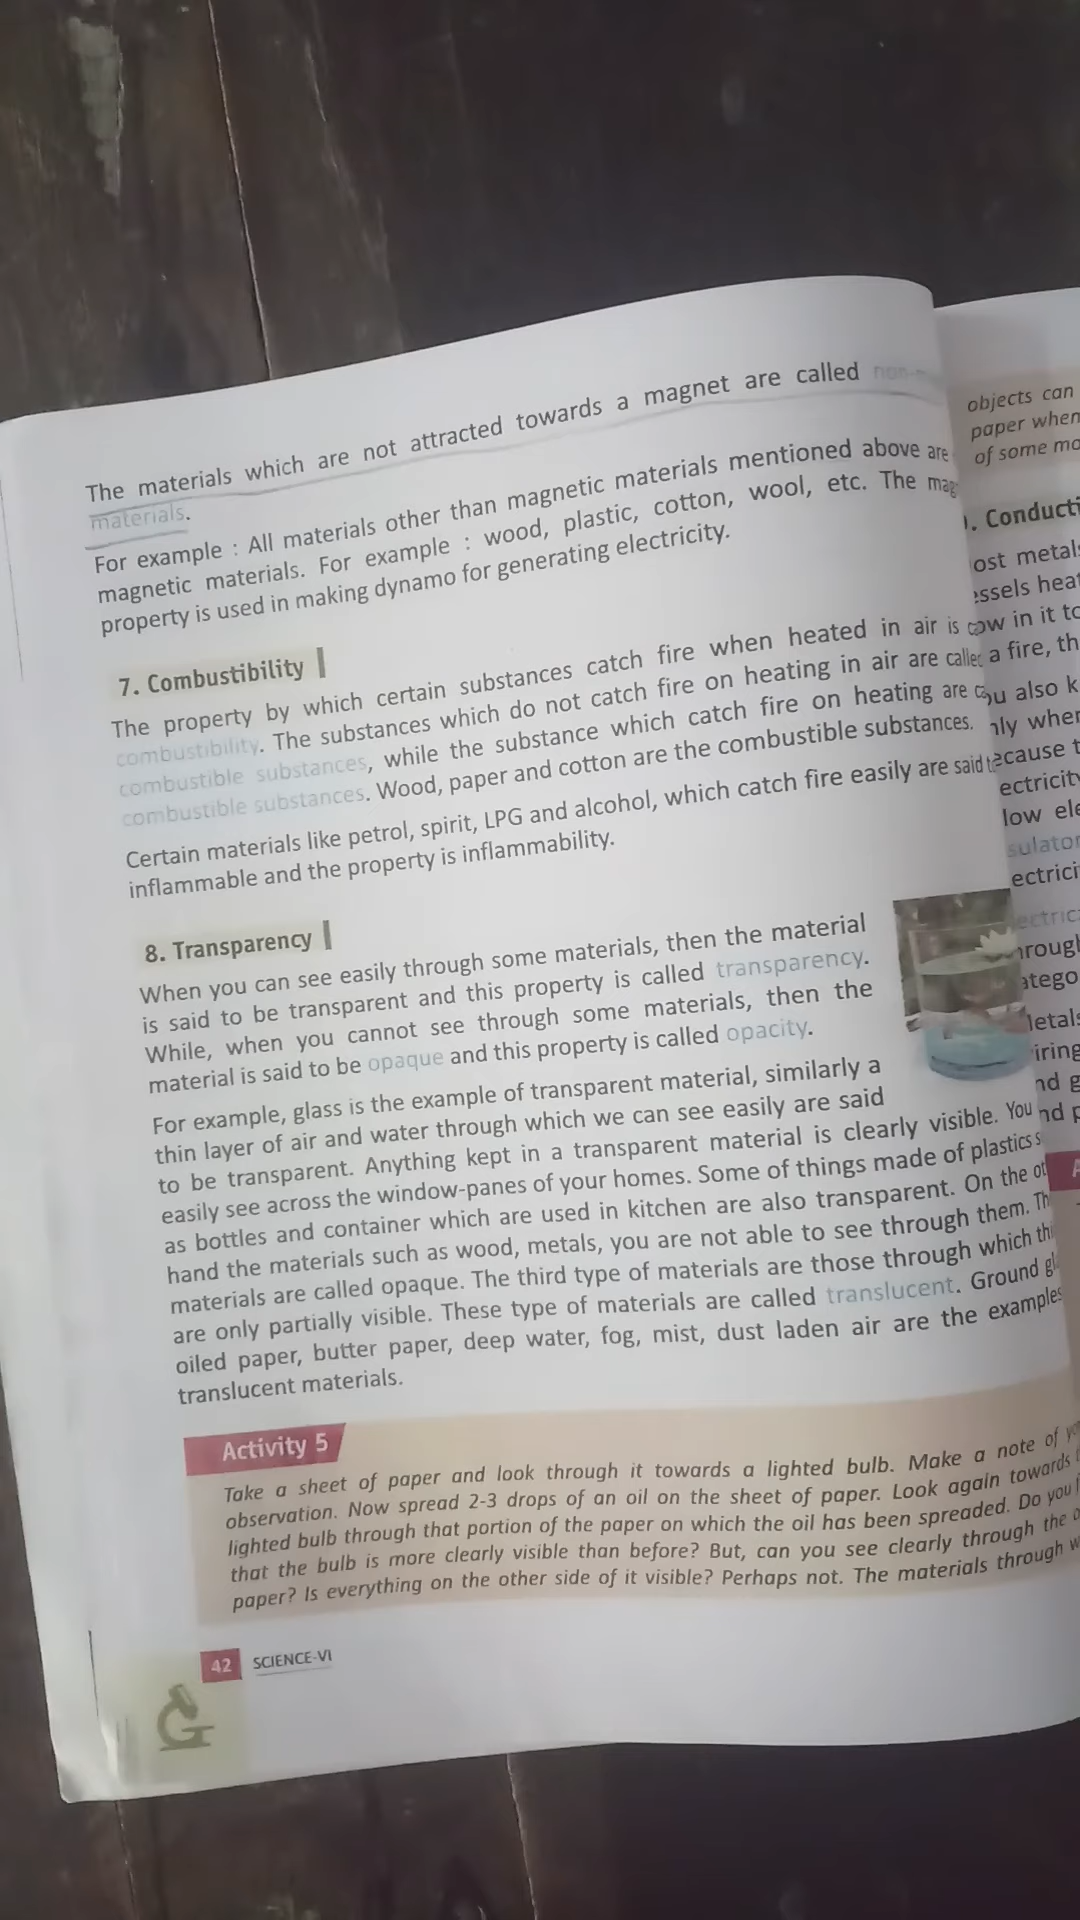 The materials which are not attracted towards a magnet are called
materials.
For example : All materials other than magnetic materials mentioned above are
magnetic materials. For example : wood, plastic, cotton, wool, etc. The
property is used in making dynamo for generating electricity.
7. Combustibility
The property by which certain substances catch fire when heated in air is
combustibility. The substances which do not catch fire on heating in air are
combustible substances, while the substance which catch fire on heating are
combustible substances. Wood, paper and cotton are the combustible substances.
Certain materials like petrol, spirit, LPG and alcohol, which catch fire easily are said
inflammable and the property is inflammability.
8. Transparency
When you can see easily through some materials, then the material
is said to be transparent and this property is called transparency.
While, when you cannot see through some materials, then the
material is said to be opaque and this property is called opacity.
For example, glass is the example of transparent material, similarly a
thin layer of air and water through which we can see easily are said
to be transparent. Anything kept in a transparent material is clearly visible. You
easily see across the window-panes of your homes. Some of things made of plastics
as bottles and container which are used in kitchen are also transparent. On the
hand the materials such as wood, metals, you are not able to see through them.
materials are called opaque. The third type of materials are those through which
are only partially visible. These type of materials are called translucent. Ground
oiled paper, butter paper, deep water, fog, mist, dust laden air are the examples
translucent materials.
Activity 5
Take a sheet of paper and look through it towards a lighted bulb. Make a note of
observation. Now spread 2-3 drops of an oil on the sheet of paper. Look again towards
lighted bulb through that portion of the paper on which the oil has been spreaded. Do you
that the bulb is more clearly visible than before? But, can you see clearly through the
paper? Is everything on the other side of it visible? Perhaps not. The materials through
42 SCIENCE-VI
objects can
paper when
of some
ost metals
in it to
a fire,
also
because
low